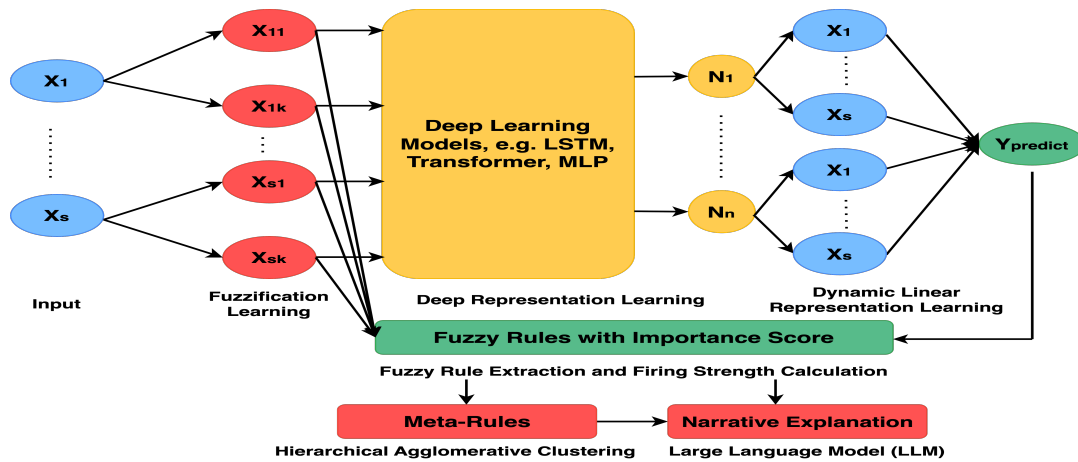 X1
Xs
Input
X11
X1k
Xs1
Xsk
Fuzzification
Learning
Deep Learning
Models, e.g. LSTM,
Transformer, MLP
Deep Representation Learning
N1
Nn
X1
Xs
X1
Xs
Dynamic Linear
Representation Learning
Ypredict
Fuzzy Rules with Importance Score
Fuzzy Rule Extraction and Firing Strength Calculation
Meta-Rules
Hierarchical Agglomerative Clustering
Narrative Explanation
Large Language Model (LLM)